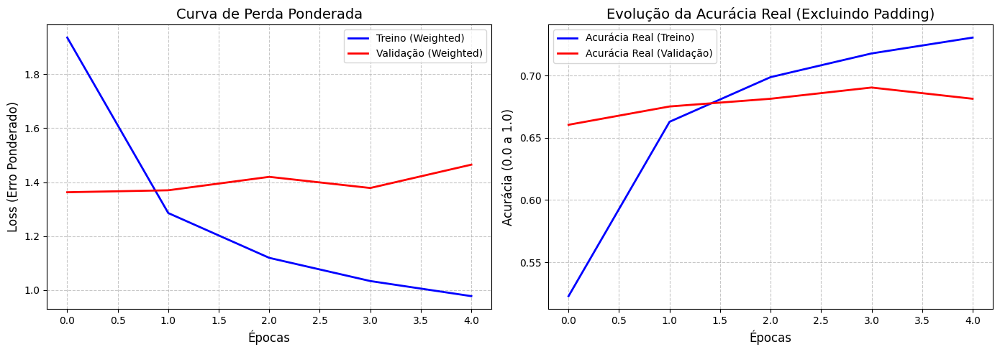 Curva de Perda Ponderada
Treino (Weighted)
Validação (Weighted)
Loss (Erro Ponderado)
1.8
1.6
1.4
1.2
1.0
0.0 0.5 1.0 1.5 2.0 2.5 3.0 3.5 4.0
Épocas
Evolução da Acurácia Real (Excluindo Padding)
Acurácia Real (Treino)
Acurácia Real (Validação)
Acurácia (0.0 a 1.0)
0.70
0.65
0.60
0.55
0.0 0.5 1.0 1.5 2.0 2.5 3.0 3.5 4.0
Épocas